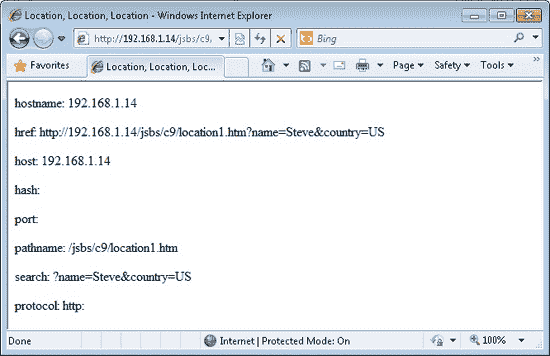 Location, Location, Location - Windows Internet Explorer
http://192.168.1.14/jsbs/c9/ Bing
Favorites Location, Location, Loc... Page Safety Tools
hostname: 192.168.1.14
href: http://192.168.1.14/jsbs/c9/location1.htm?name=Steve&country=US
host: 192.168.1.14
hash:
port:
pathname: /jsbs/c9/location1.htm
search: ?name=Steve&country=US
protocol: http:
Done Internet | Protected Mode: On 100%